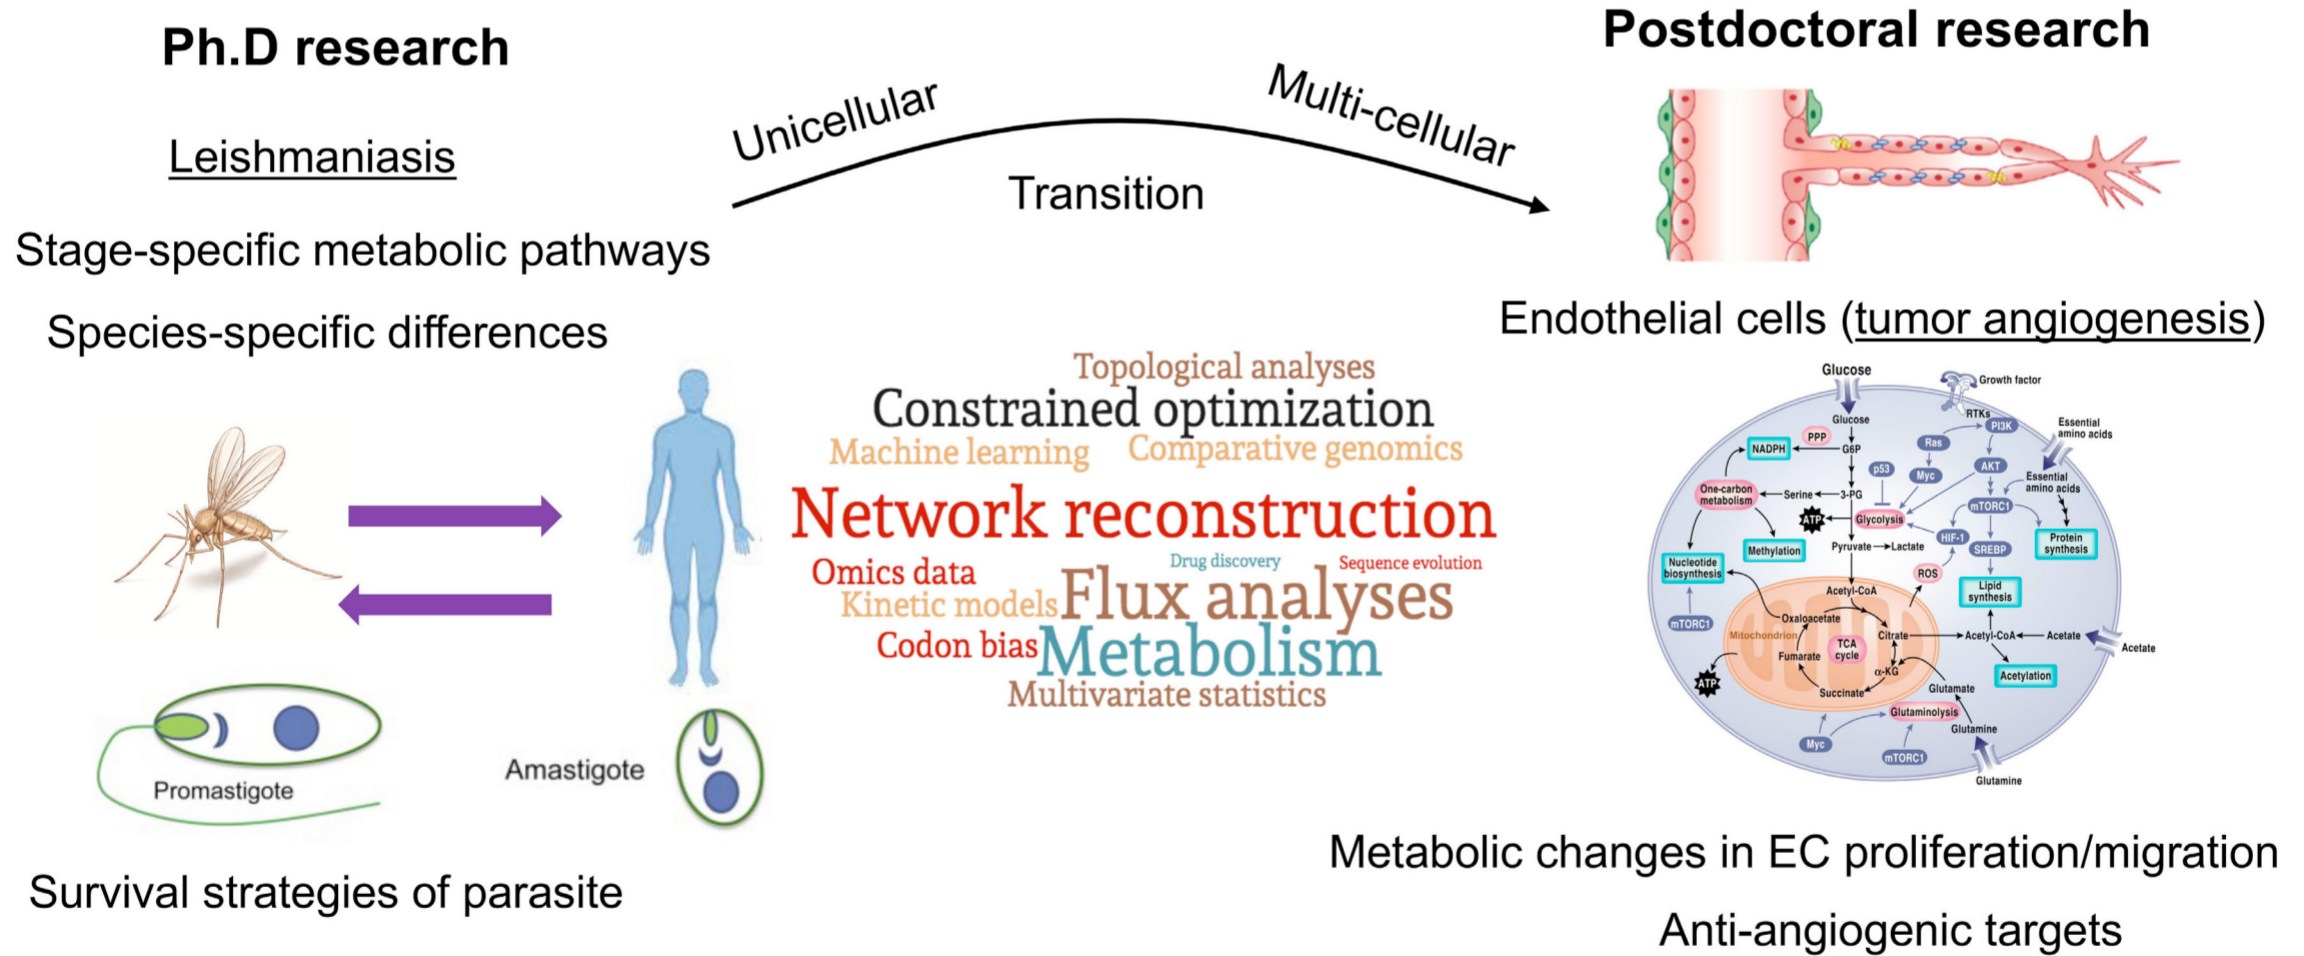 Ph.D research
Leishmaniasis
Stage-specific metabolic pathways
Species-specific differences
Promastigote
Amastigote
Survival strategies of parasite
Unicellular
Multi-cellular
Transition
Topological analyses
Constrained optimization
Machine learning
Comparative genomics
Network reconstruction
Omics data
Drug discovery
Sequence evolution
Kinetic models
Flux analyses
Codon bias
Metabolism
Multivariate statistics
Postdoctoral research
Endothelial cells (tumor angiogenesis)
Glucose
Growth factor
Glucose
RTKs
PI3K
Essential
amino acids
PPP
NADPH
G6P
Ras
p53
Myc
AKT
Essential
amino acids
One-carbon
metabolism
Serine
3-PG
mTORC1
ATP
Glycolysis
HIF-1
Protein
synthesis
Methylation
Pyruvate
Lactate
SREBP
Nucleotide
biosynthesis
ROS
Acetyl-CoA
Lipid
synthesis
mTORC1
Oxaloacetate
Mitochondrion
Citrate
Acetyl-CoA
Acetate
Acetate
TCA
cycle
Fumarate
α-KG
Acetylation
ATP
Succinate
Glutamate
Glutaminolysis
Glutamine
Myc
mTORC1
Glutamine
Metabolic changes in EC proliferation/migration
Anti-angiogenic targets